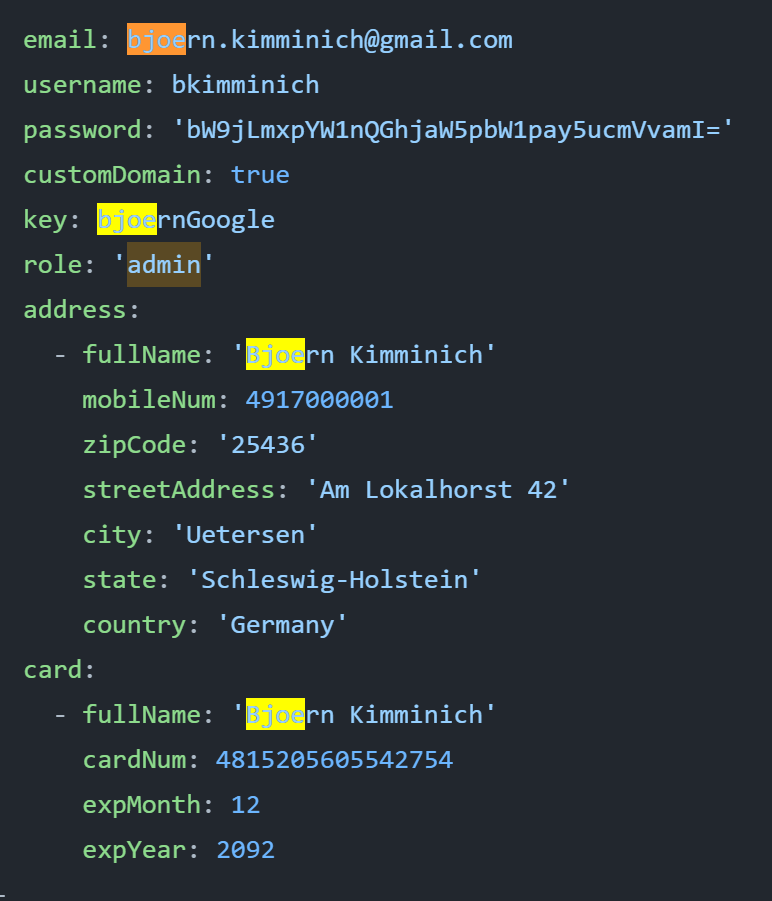 email: bjoern.kimminich@gmail.com
username: bkimminich
password: 'bW9jLmxpYW1nQGhjaW5pbW1pay5ucmVvamI='
customDomain: true
key: bjoernGoogle
role: 'admin'
address:
  - fullName: 'Bjoern Kimminich'
    mobileNum: 4917000001
    zipCode: '25436'
    streetAddress: 'Am Lokalhorst 42'
    city: 'Uetersen'
    state: 'Schleswig-Holstein'
    country: 'Germany'
card:
  - fullName: 'Bjoern Kimminich'
    cardNum: 4815205605542754
    expMonth: 12
    expYear: 2092